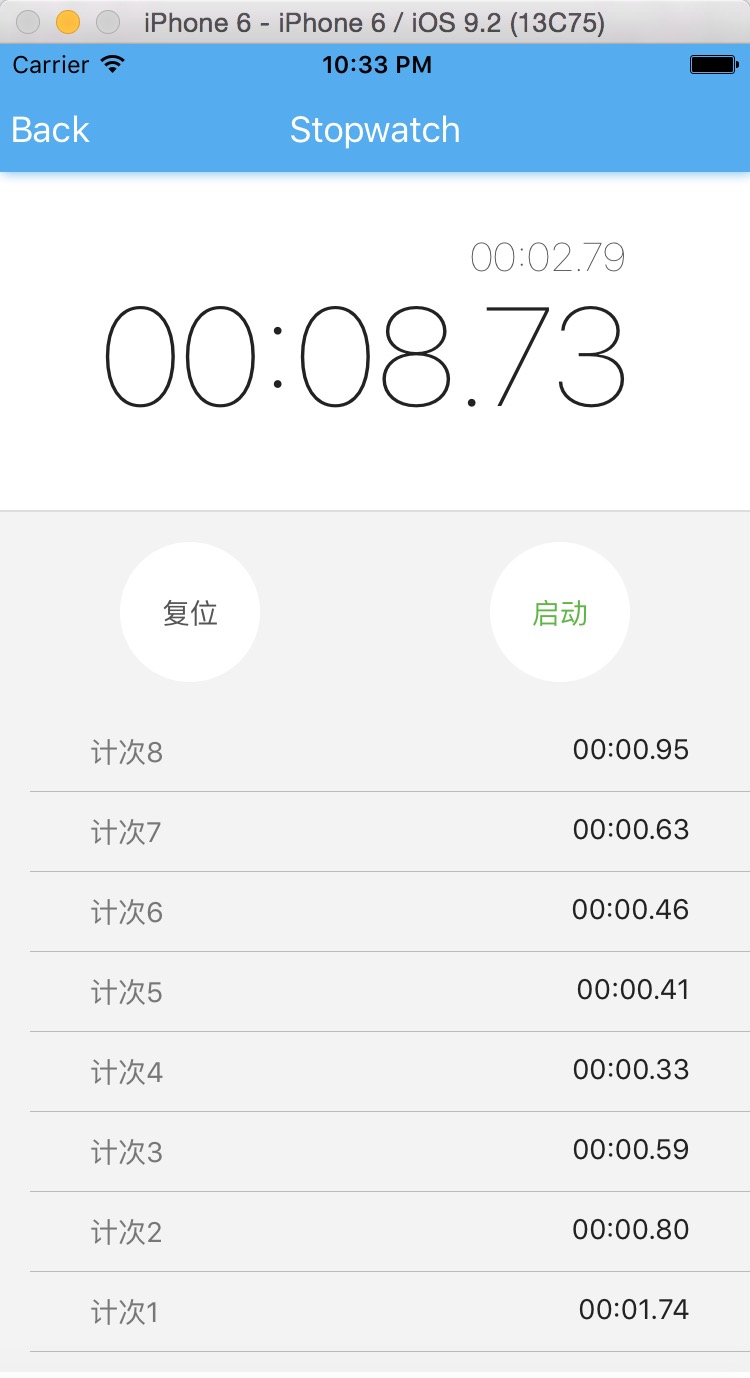 iPhone 6 - iPhone 6 / iOS 9.2 (13C75)
Carrier 10:33 PM
Back Stopwatch
00:02.79
00:08.73
复位 启动
计次8 00:00.95
计次7 00:00.63
计次6 00:00.46
计次5 00:00.41
计次4 00:00.33
计次3 00:00.59
计次2 00:00.80
计次1 00:01.74